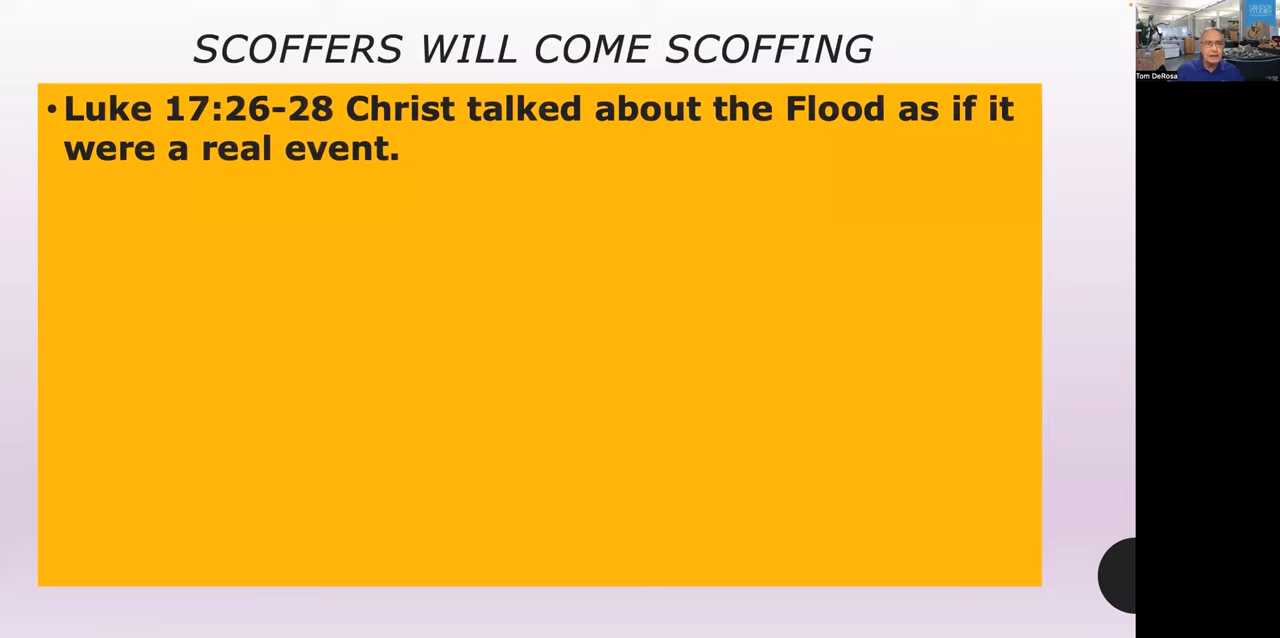 SCOFFERS WILL COME SCOFFING
• Luke 17:26-28 Christ talked about the Flood as if it
were a real event.
Tom DeRosa